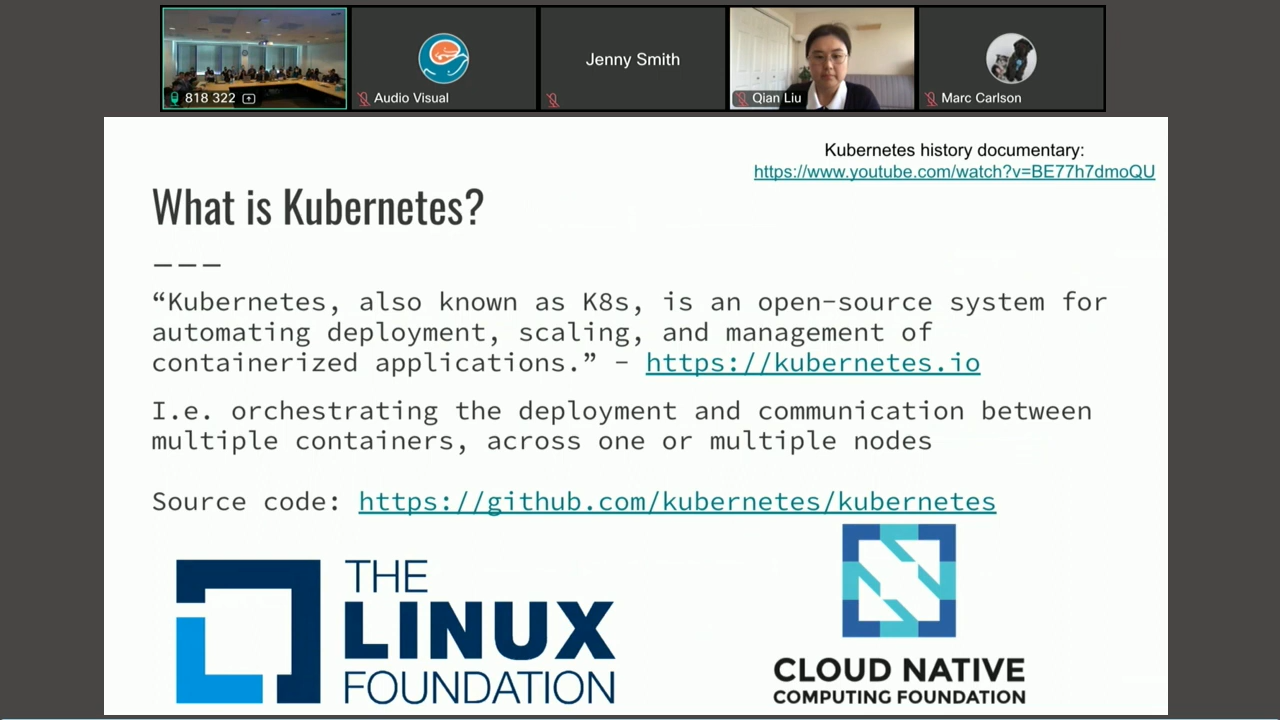 818 322
Audio Visual
Jenny Smith
Qian Liu
Marc Carlson
Kubernetes history documentary:
https://www.youtube.com/watch?v=BE77h7dmoQU
What is Kubernetes?
———
“Kubernetes, also known as K8s, is an open-source system for
automating deployment, scaling, and management of
containerized applications.” – https://kubernetes.io
I.e. orchestrating the deployment and communication between
multiple containers, across one or multiple nodes
Source code: https://github.com/kubernetes/kubernetes
THE
LINUX
FOUNDATION
CLOUD NATIVE
COMPUTING FOUNDATION